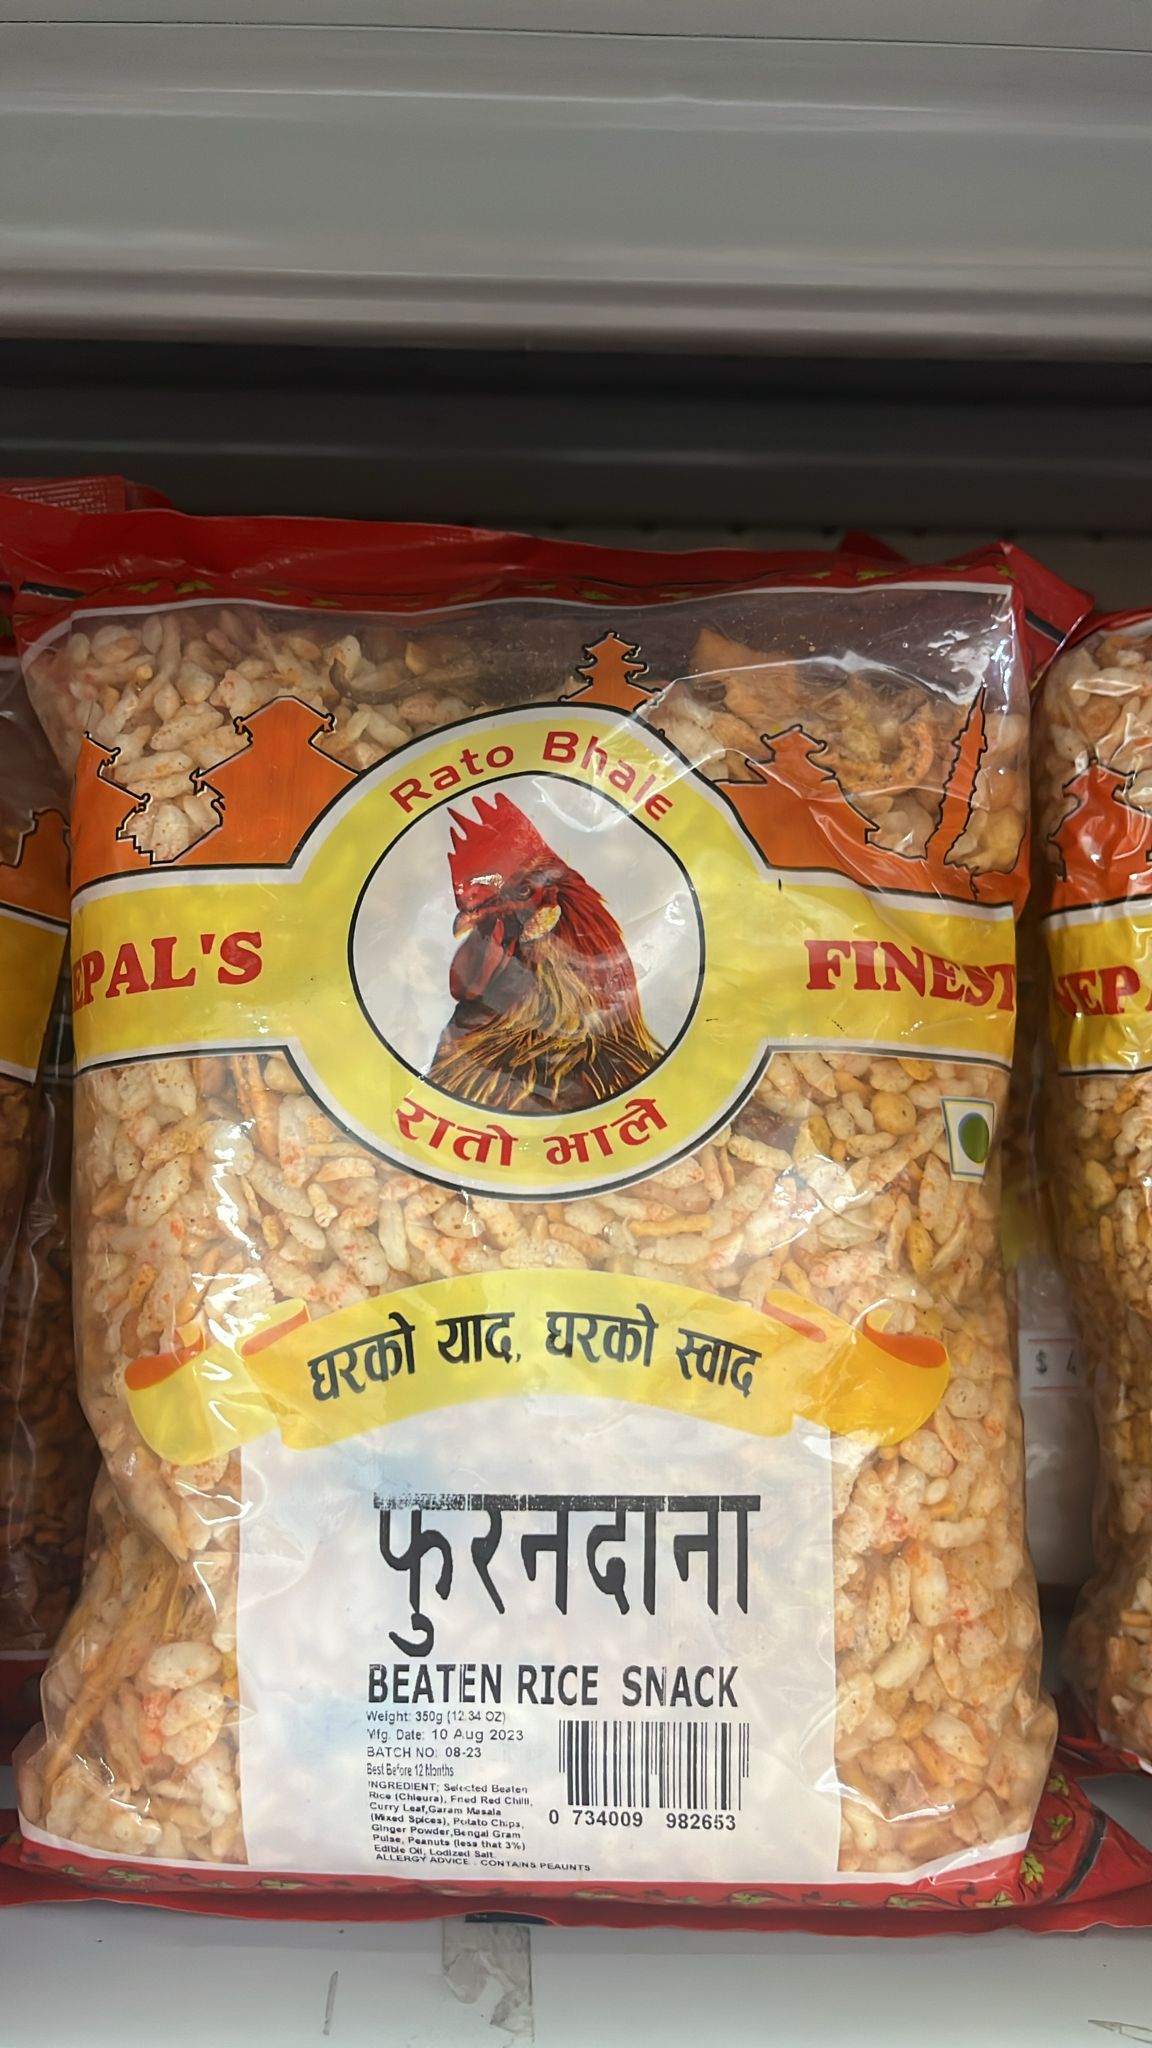 Rato Bhale
EPAL'S
FINEST
NEP
रातो भाले
घरको याद, घरको स्वाद
$ 4
फुरनदाना
BEATEN RICE SNACK
Weight: 350g (12.34 OZ)
Mfg. Date: 10 Aug 2023
BATCH NO: 08-23
Best Before 12 Months
INGREDIENT; Selected Beaten
Rice (Chieura), Fried Red Chilli,
Curry Leaf,Garam Masala
(Mixed Spices), Potato Chips,
Ginger Powder,Bengal Gram
Pulse, Peanuts (less that 3%)
Edible Oil, Lodized Salt.
ALLERGY ADVICE : CONTAINS PEAUNTS
0 734009 982653